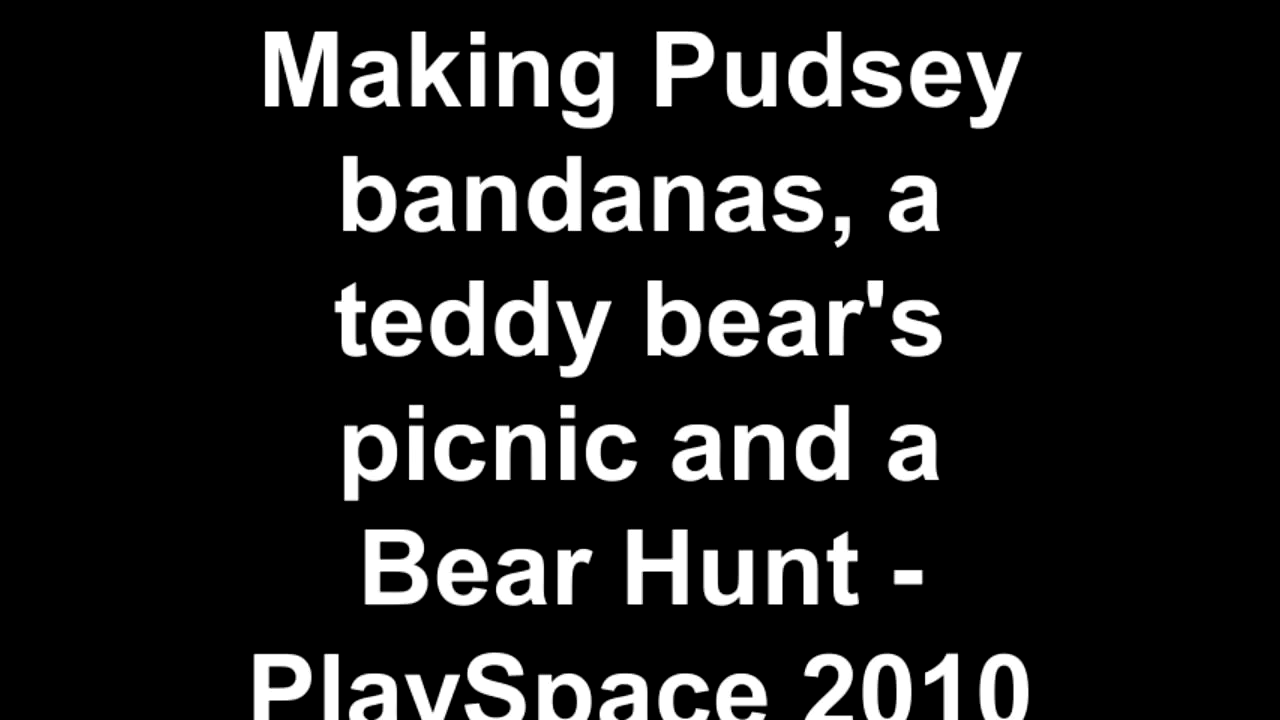 Making Pudsey
bandanas, a
teddy bear's
picnic and a
Bear Hunt -
PlaySpace 2010